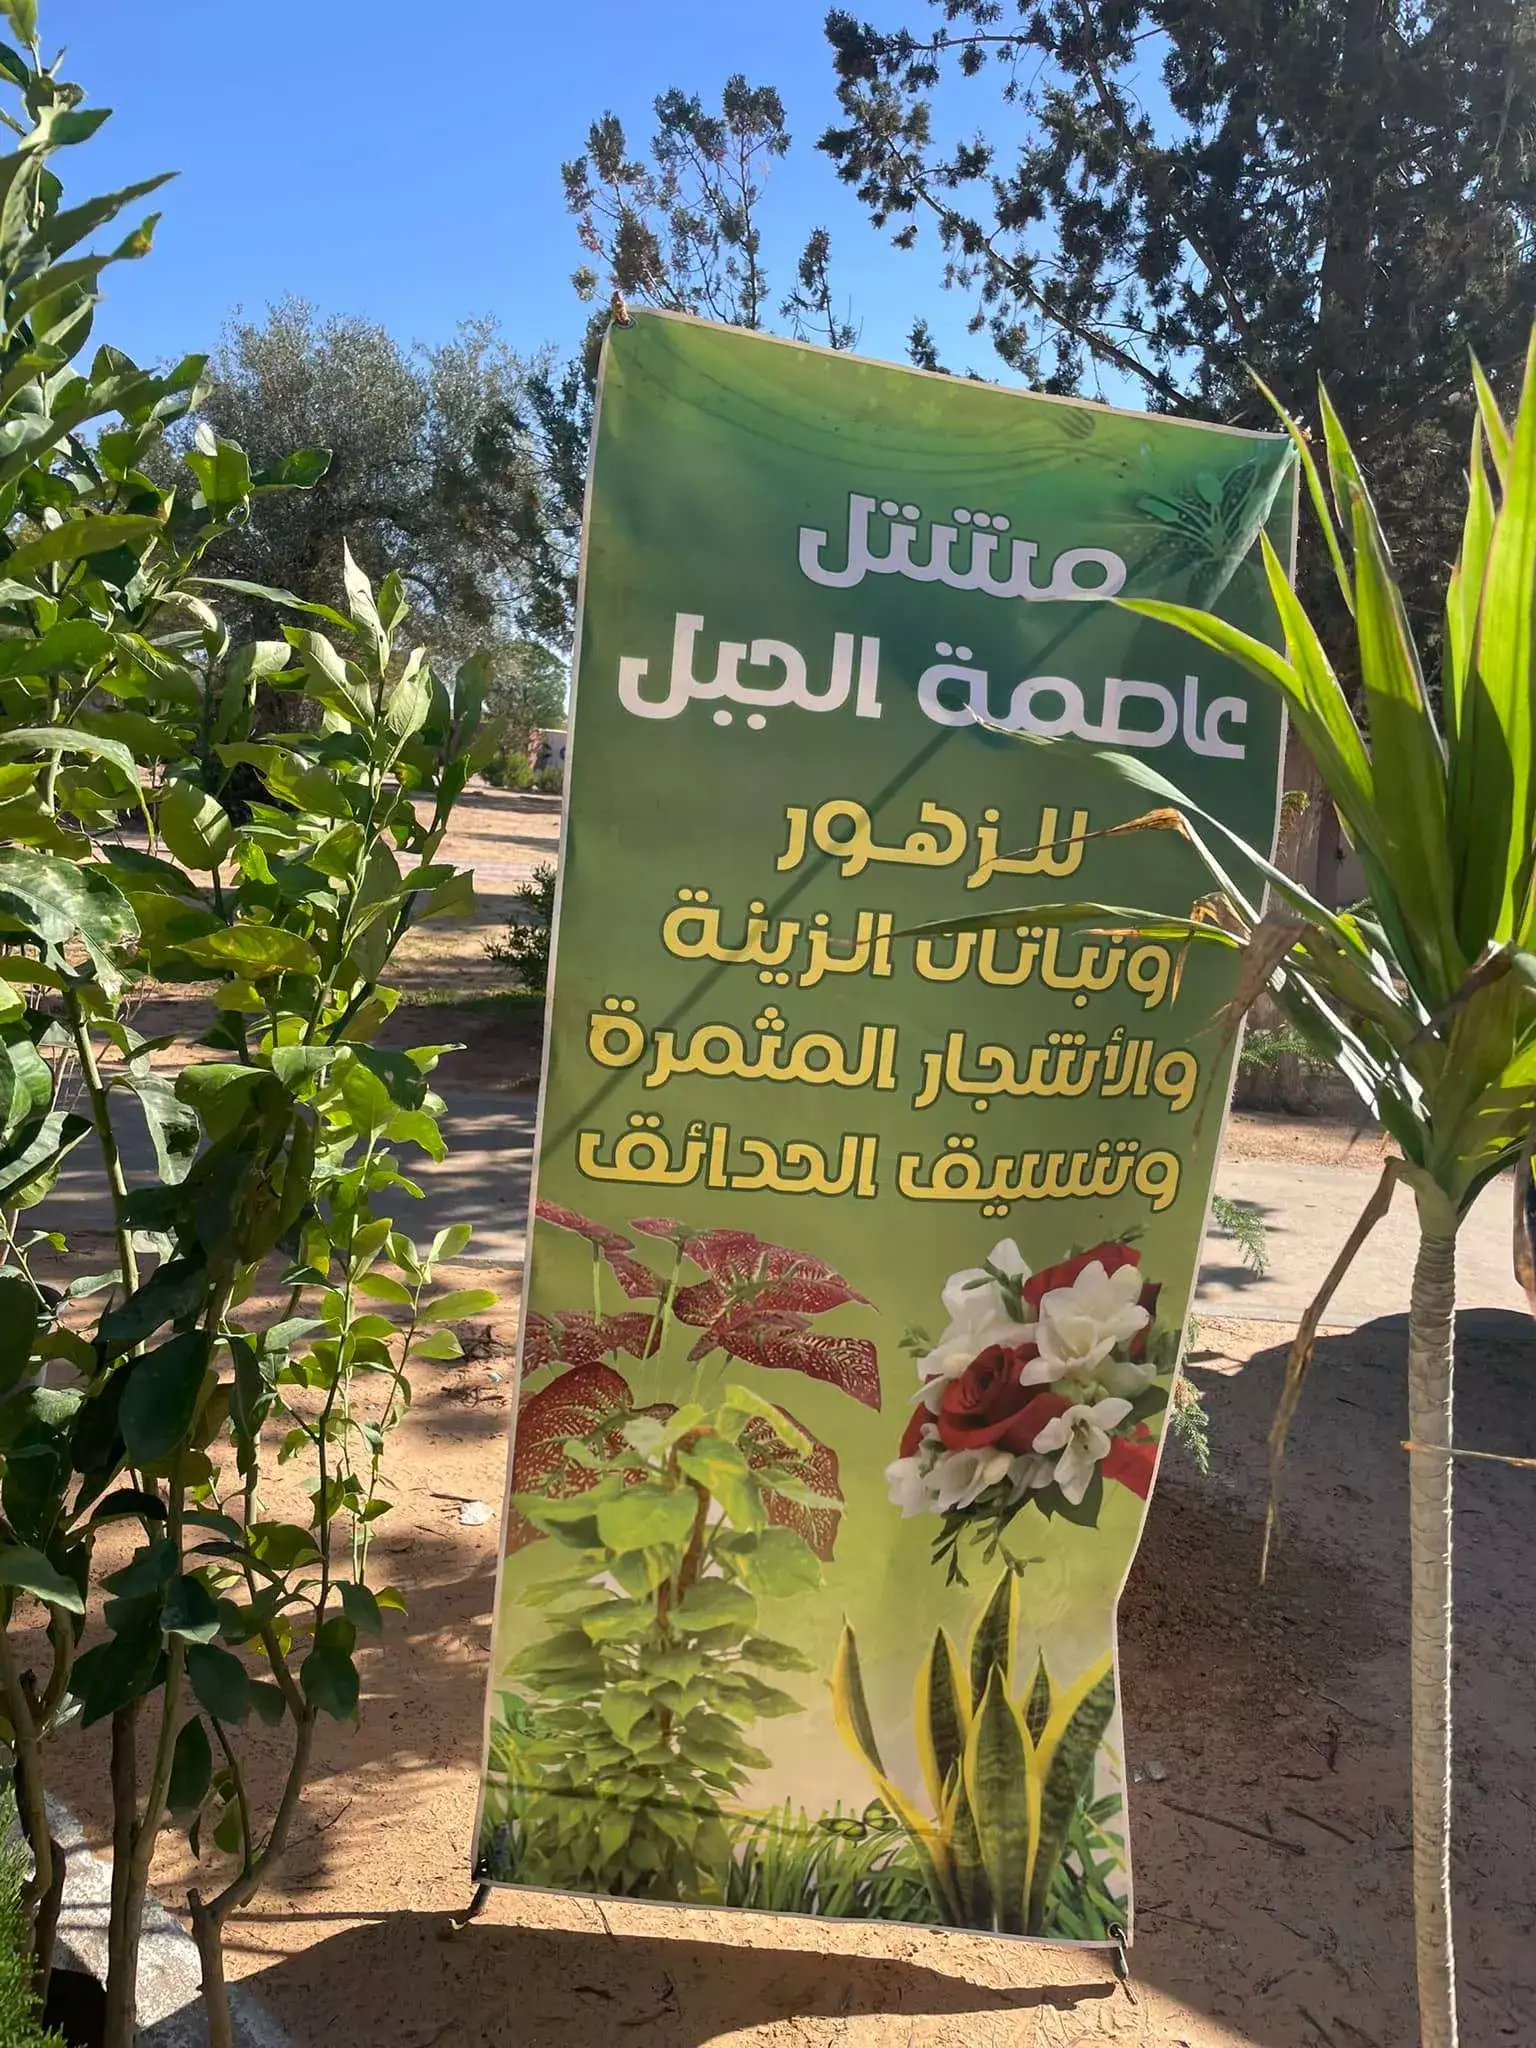 مشتل
عاصمة الجبل
للزهور
ونباتات الزينة
والأشجار المثمرة
وتنسيق الحدائق